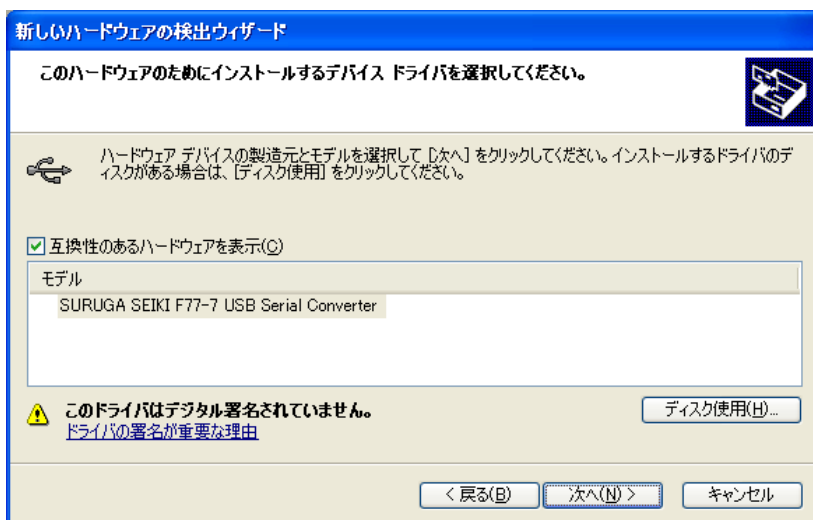 新しいハードウェアの検出ウィザード
このハードウェアのためにインストールするデバイス ドライバを選択してください。
ハードウェア デバイスの製造元とモデルを選択して [次へ] をクリックしてください。インストールするドライバのデ
ィスクがある場合は、[ディスク使用] をクリックしてください。
互換性のあるハードウェアを表示(C)
モデル
SURUGA SEIKI F77-7 USB Serial Converter
このドライバはデジタル署名されていません。
ドライバの署名が重要な理由
ディスク使用(H)...
< 戻る(B)
次へ(N) >
キャンセル